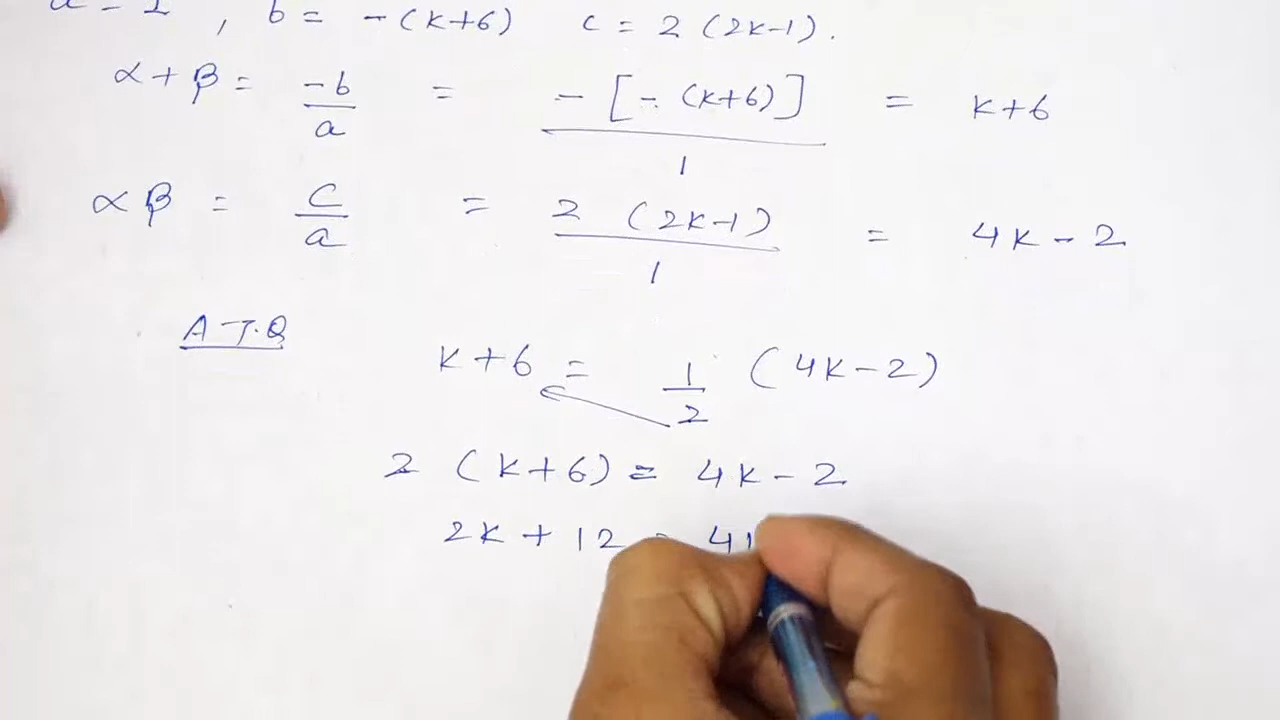 , b = -(k+6) c = 2 (2k-1).
α + β = -b/a = -[-(k+6)]/1 = k+6
αβ = c/a = 2 (2k-1)/1 = 4k-2
A.T.Q
k+6 = 1/2 (4k-2)
2 (k+6) = 4k-2
2k + 12 = 4